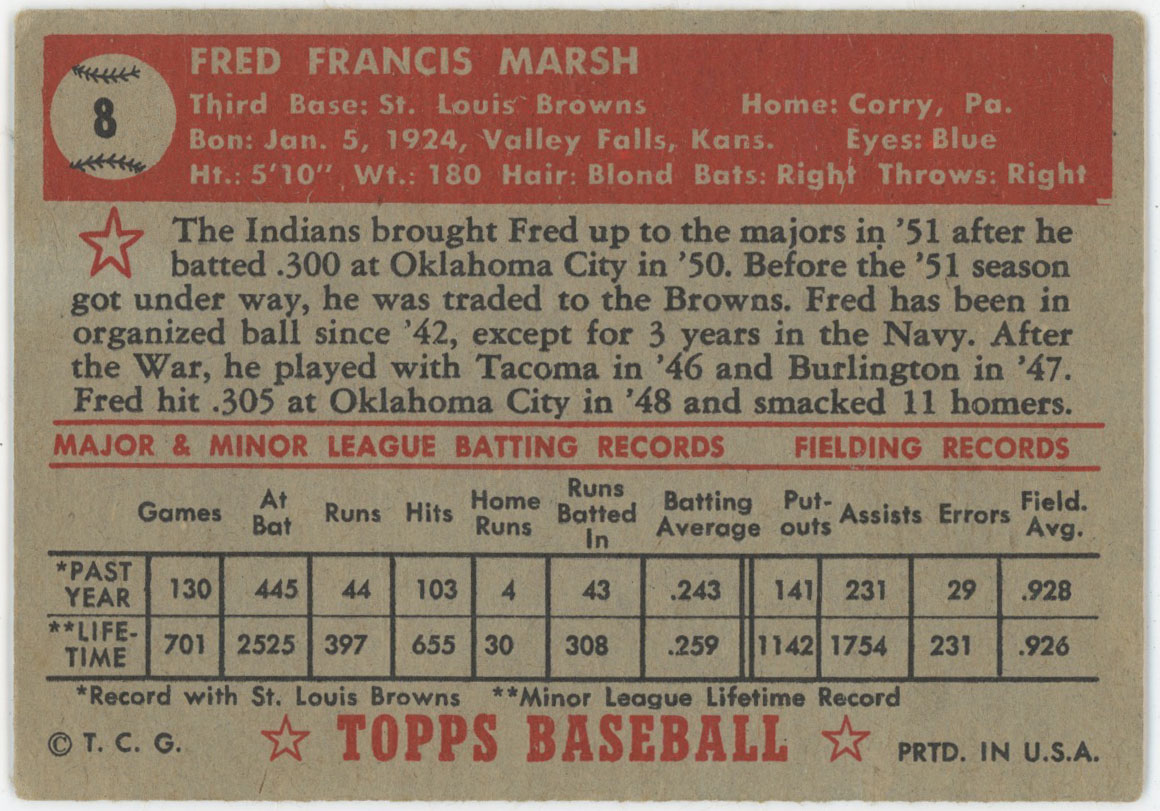 8
FRED FRANCIS MARSH
Third Base: St. Louis Browns Home: Corry, Pa.
Bon: Jan. 5, 1924, Valley Falls, Kans. Eyes: Blue
Ht.: 5'10", Wt.: 180 Hair: Blond Bats: Right Throws: Right
The Indians brought Fred up to the majors in '51 after he
batted .300 at Oklahoma City in '50. Before the '51 season
got under way, he was traded to the Browns. Fred has been in
organized ball since '42, except for 3 years in the Navy. After
the War, he played with Tacoma in '46 and Burlington in '47.
Fred hit .305 at Oklahoma City in '48 and smacked 11 homers.
MAJOR & MINOR LEAGUE BATTING RECORDS FIELDING RECORDS
Games At Bat Runs Hits Home Runs Runs Batted In Batting Average Put-outs Assists Errors Field. Avg.
*PAST YEAR 130 445 44 103 4 43 .243 141 231 29 .928
**LIFE-TIME 701 2525 397 655 30 308 .259 1142 1754 231 .926
*Record with St. Louis Browns **Minor League Lifetime Record
© T. C. G. TOPPS BASEBALL PRTD. IN U.S.A.